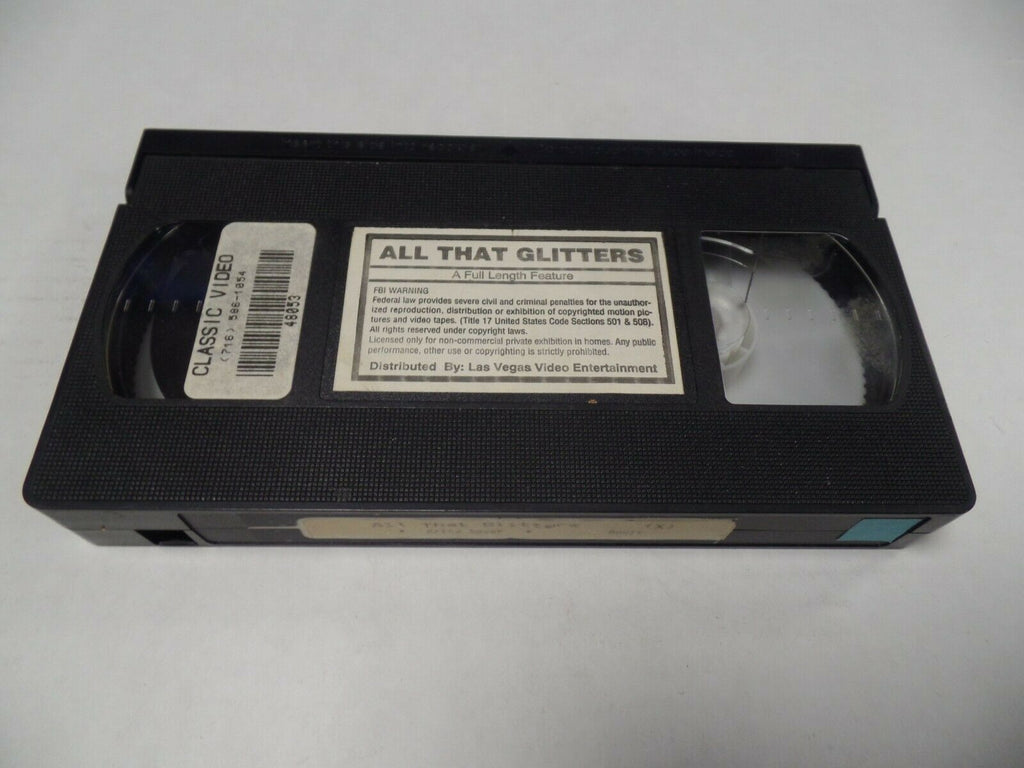 CLASSIC VIDEO
(716) 586-1054
48053
ALL THAT GLITTERS
A Full Length Feature
FBI WARNING
Federal law provides severe civil and criminal penalties for the unauthor-
ized reproduction, distribution or exhibition of copyrighted motion pic-
tures and video tapes. (Title 17 United States Code Sections 501 & 508).
All rights reserved under copyright laws.
Licensed only for non-commercial private exhibition in homes. Any public
performance, other use or copyrighting is strictly prohibited.
Distributed By: Las Vegas Video Entertainment
All That Glitters (X)